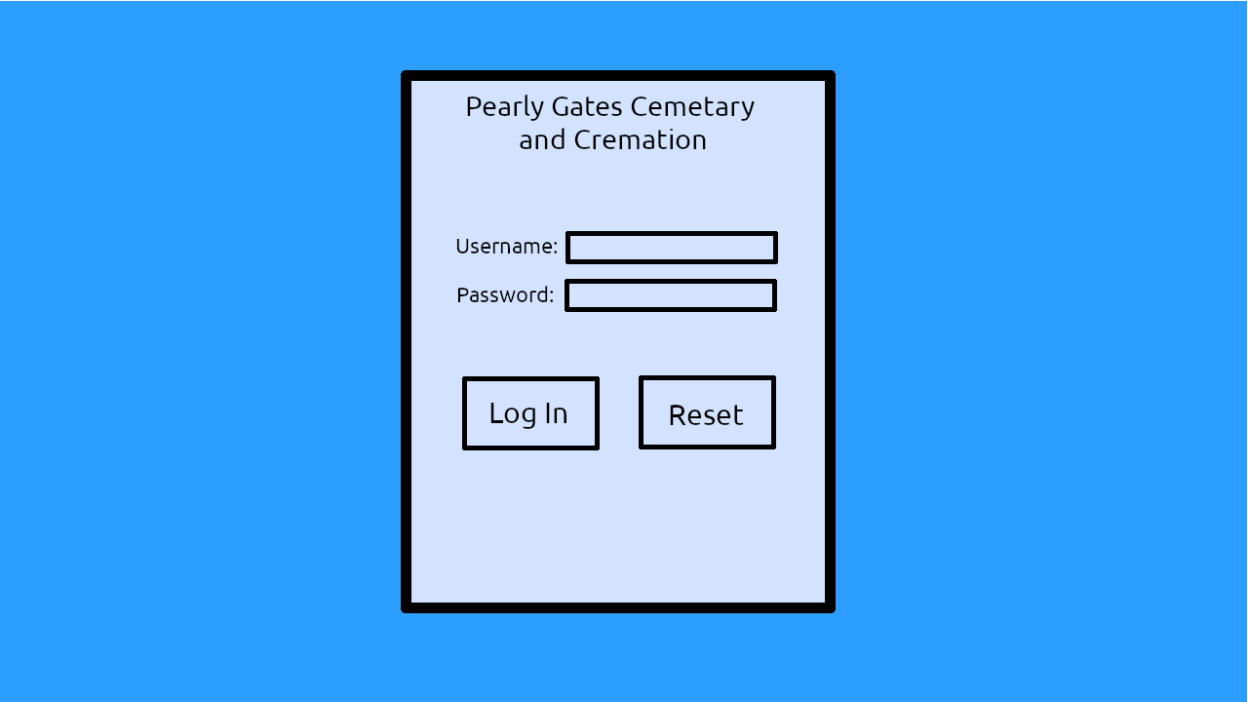 Pearly Gates Cemetary
and Cremation
Username:
Password:
Log In
Reset